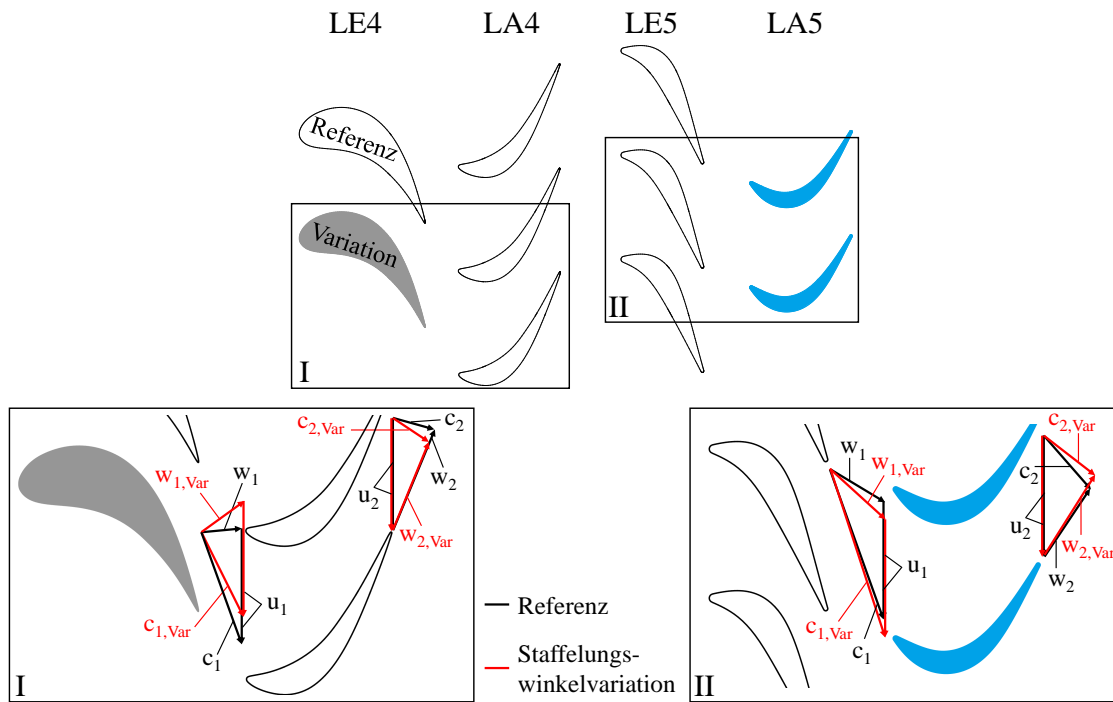 LE4 LA4 LE5 LA5
Referenz
Variation
I
II
c2,Var
c2
w2
u2
w2,Var
w1,Var
w1
u1
c1,Var
c1
I
Referenz
Staffelungs-
winkelvariation
w1
w1,Var
c2,Var
c2
u2
w2,Var
w2
u1
c1,Var
c1
II